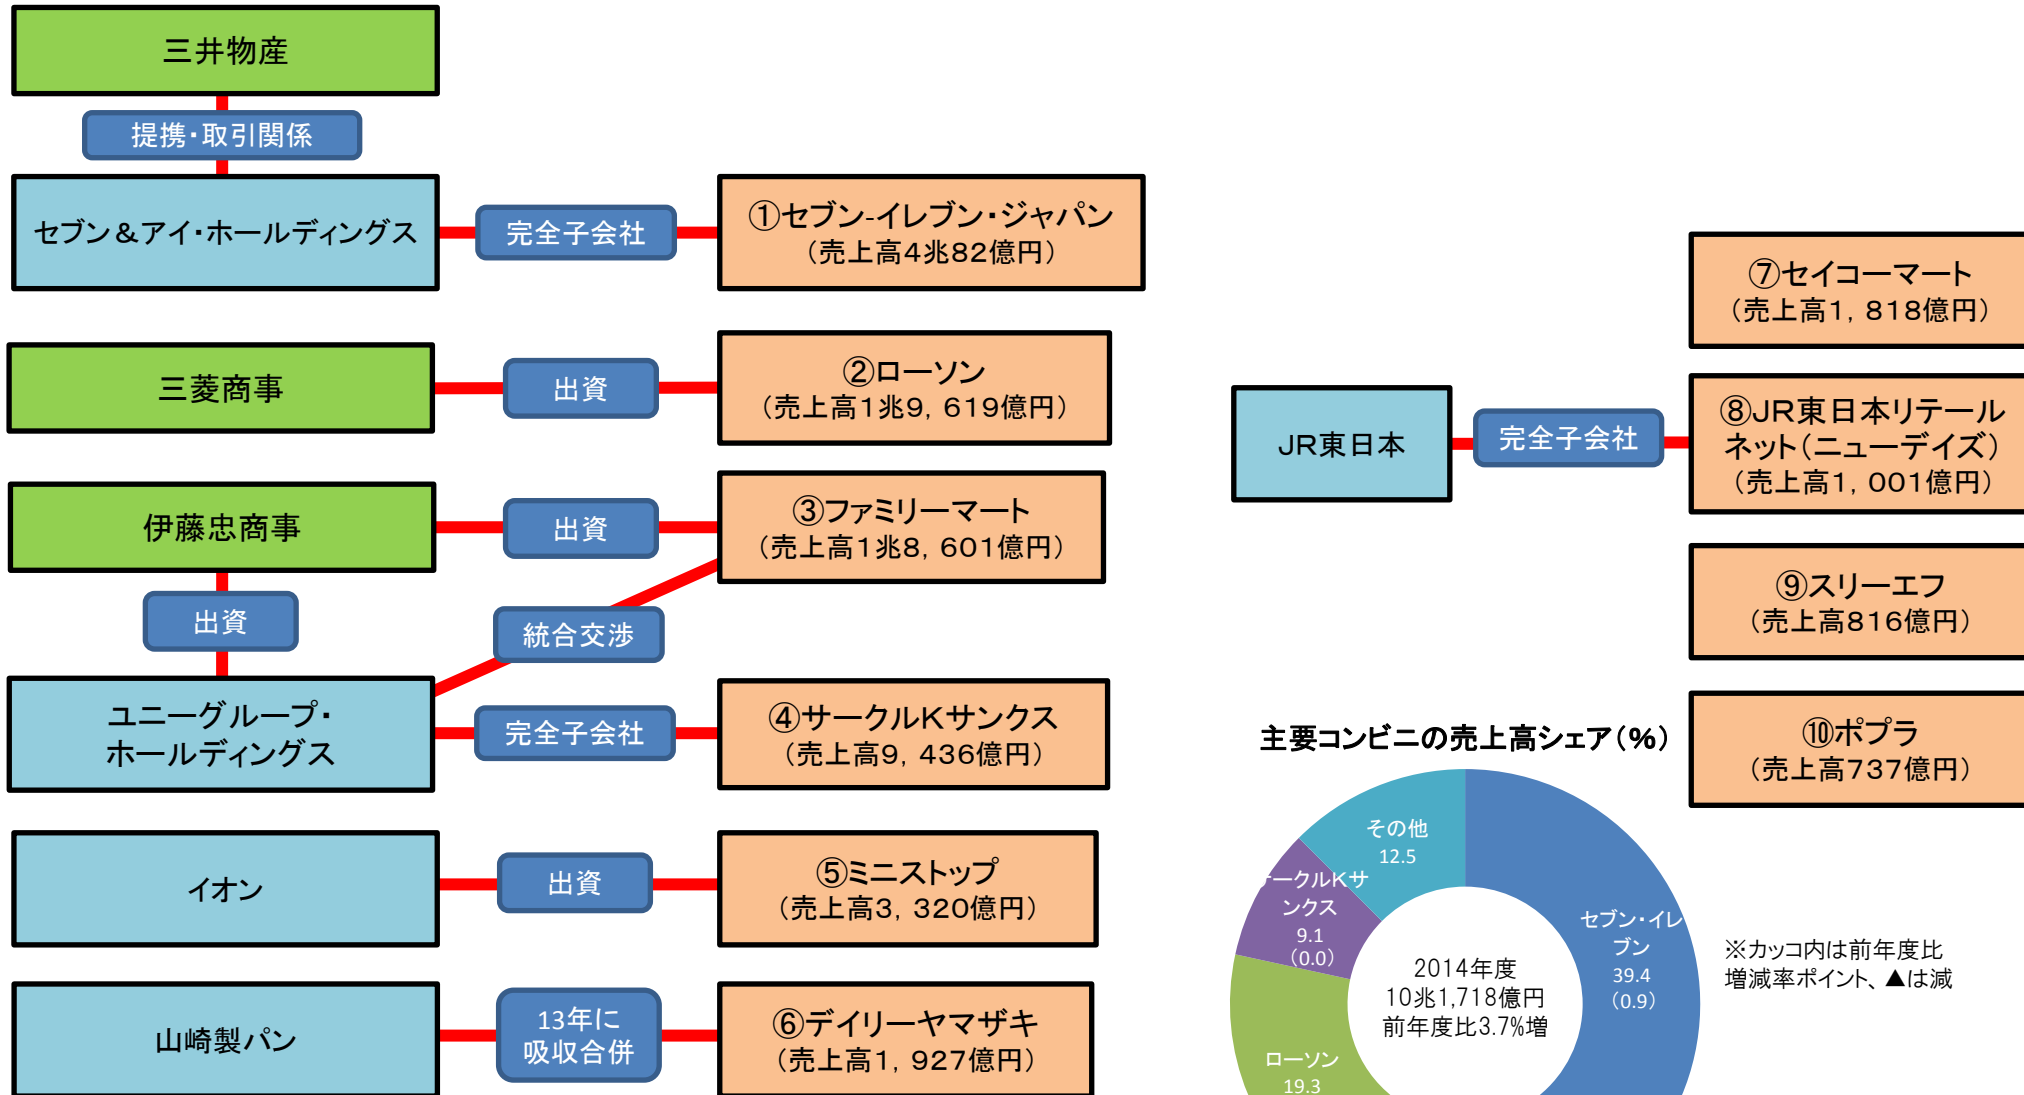 三井物産
提携・取引関係
セブン＆アイ・ホールディングス
完全子会社
①セブン-イレブン・ジャパン
（売上高4兆82億円）
三菱商事
出資
②ローソン
（売上高1兆9，619億円）
伊藤忠商事
出資
③ファミリーマート
（売上高1兆8，601億円）
出資
統合交渉
ユニーグループ・
ホールディングス
完全子会社
④サークルKサンクス
（売上高9，436億円）
イオン
出資
⑤ミニストップ
（売上高3，320億円）
山崎製パン
13年に
吸収合併
⑥デイリーヤマザキ
（売上高1，927億円）
⑦セイコーマート
（売上高1，818億円）
JR東日本
完全子会社
⑧JR東日本リテール
ネット（ニューデイズ）
（売上高1，001億円）
⑨スリーエフ
（売上高816億円）
⑩ポプラ
（売上高737億円）
主要コンビニの売上高シェア（％）
その他
12.5
サークルKサ
ンクス
9.1
（0.0）
セブン・イレ
ブン
39.4
（0.9）
ローソン
19.3
2014年度
10兆1,718億円
前年度比3.7%増
※カッコ内は前年度比
増減率ポイント、▲は減